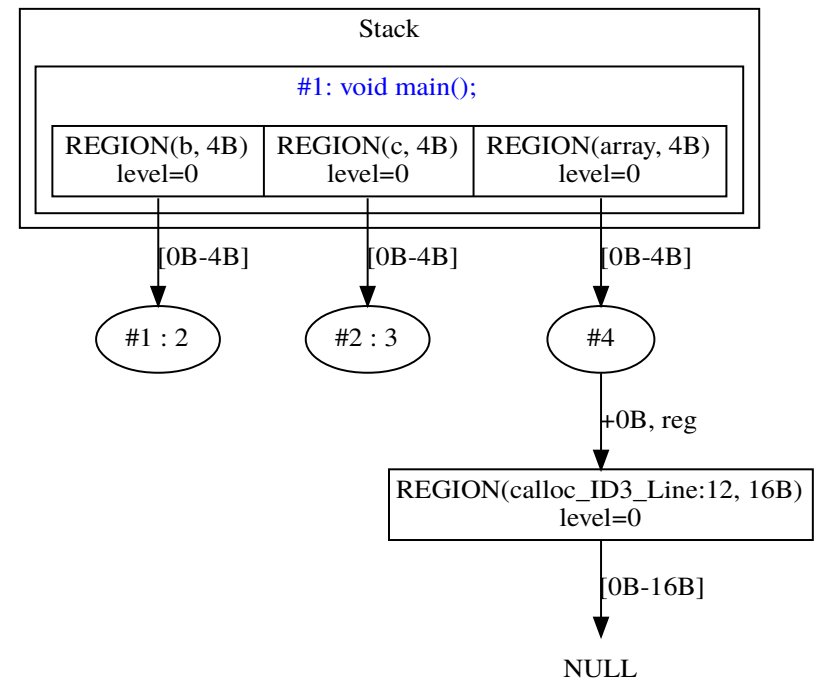 Stack
#1: void main();
REGION(b, 4B)
level=0
REGION(c, 4B)
level=0
REGION(array, 4B)
level=0
[0B-4B]
[0B-4B]
[0B-4B]
#1 : 2
#2 : 3
#4
+0B, reg
REGION(calloc_ID3_Line:12, 16B)
level=0
[0B-16B]
NULL